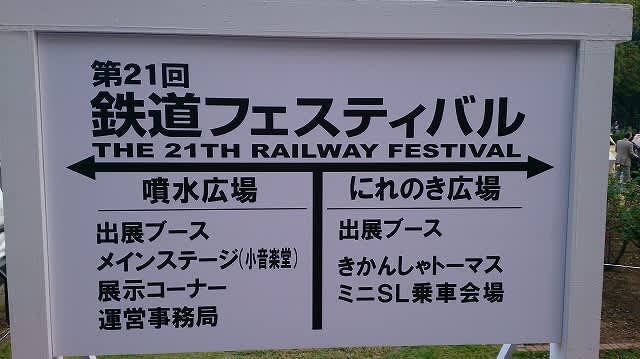 第21回
鉄道フェスティバル
THE 21TH RAILWAY FESTIVAL
噴水広場
出展ブース
メインステージ(小音楽堂)
展示コーナー
運営事務局
にれのき広場
出展ブース
きかんしゃトーマス
ミニSL乗車会場